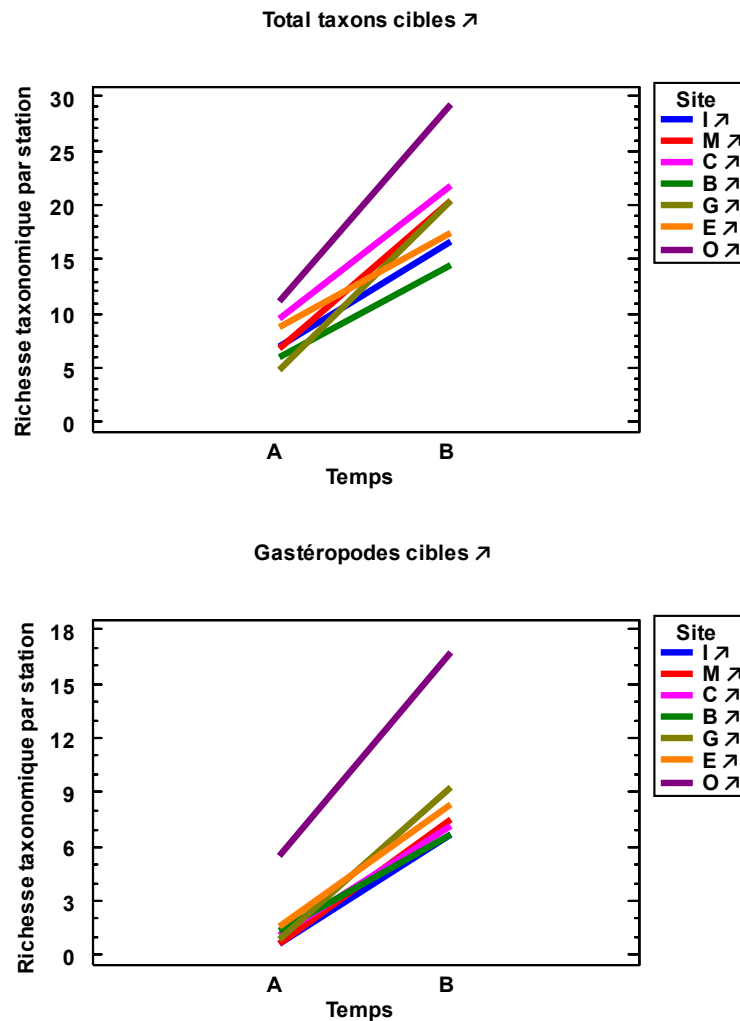 Total taxons cibles ↗
Richesse taxonomique par station
30
25
20
15
10
5
0
A B
Temps
Site
I ↗
M ↗
C ↗
B ↗
G ↗
E ↗
O ↗
Gastéropodes cibles ↗
Richesse taxonomique par station
18
15
12
9
6
3
0
A B
Temps
Site
I ↗
M ↗
C ↗
B ↗
G ↗
E ↗
O ↗